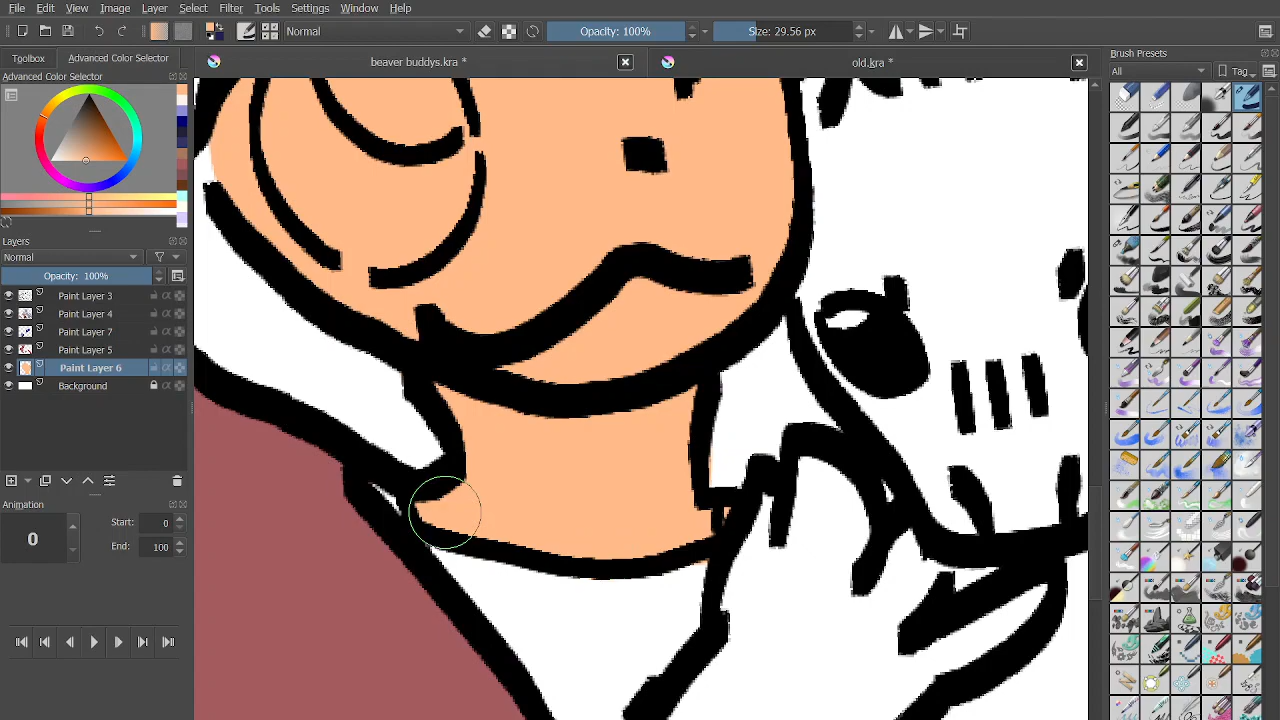 File Edit View Image Layer Select Filter Tools Settings Window Help
Normal Opacity: 100% Size: 29.56 px
Toolbox Advanced Color Selector
beaver buddys.kra *
old.kra *
Brush Presets
Advanced Color Selector
All
Tag
Layers
Normal
Opacity: 100%
Paint Layer 3
Paint Layer 4
Paint Layer 7
Paint Layer 5
Paint Layer 6
Background
Animation
0
Start: 0
End: 100